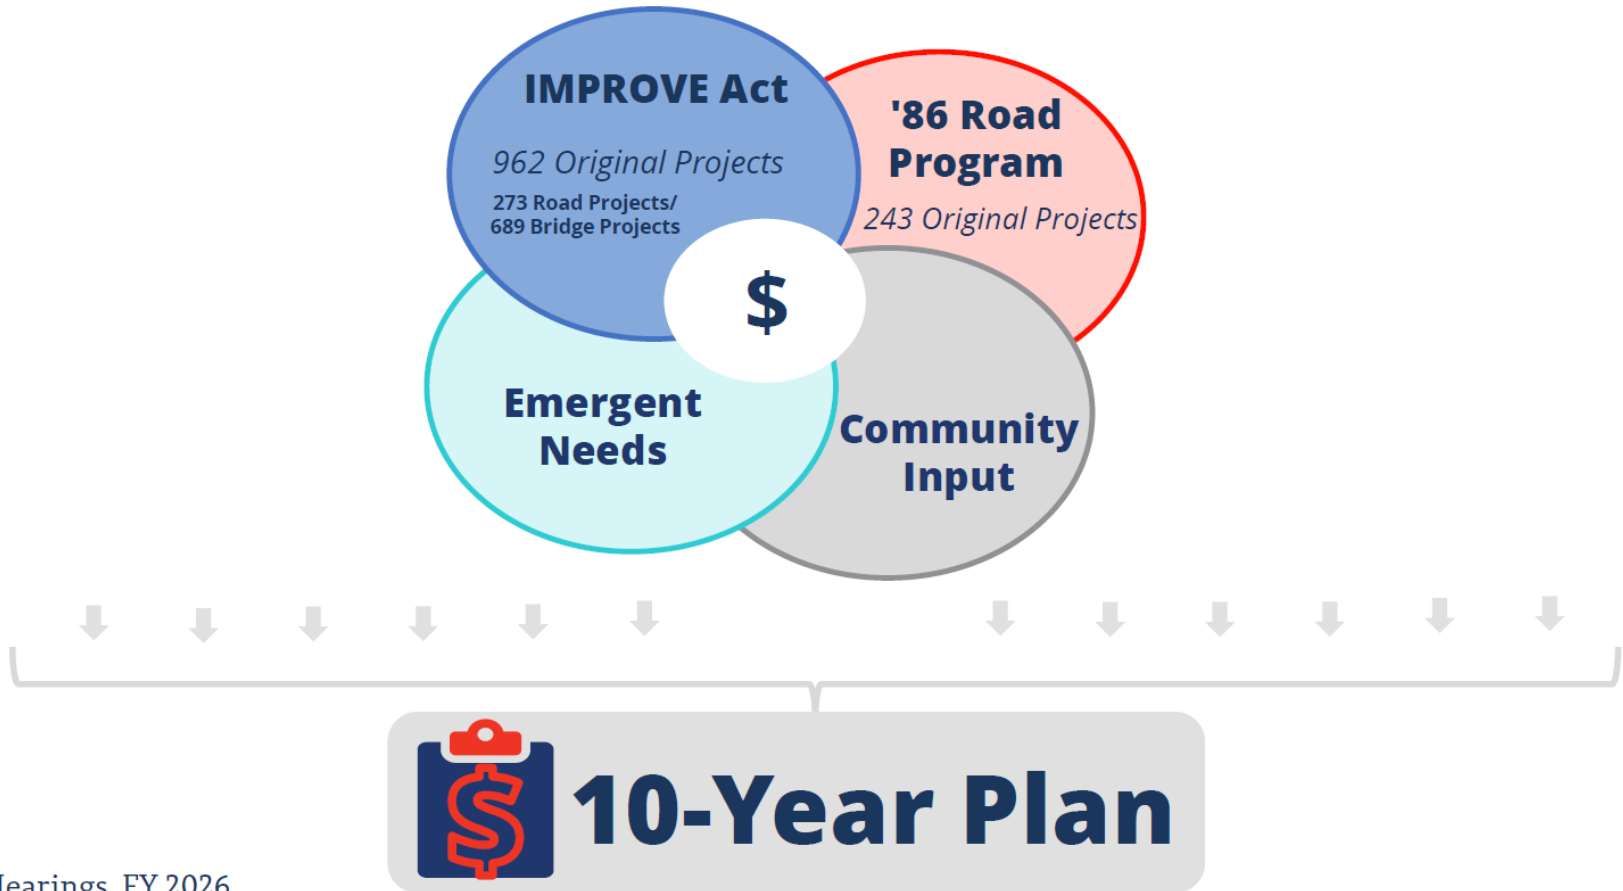 IMPROVE Act
962 Original Projects
273 Road Projects/
689 Bridge Projects
'86 Road
Program
243 Original Projects
$
Emergent
Needs
Community
Input
$ 10-Year Plan
FY 2026